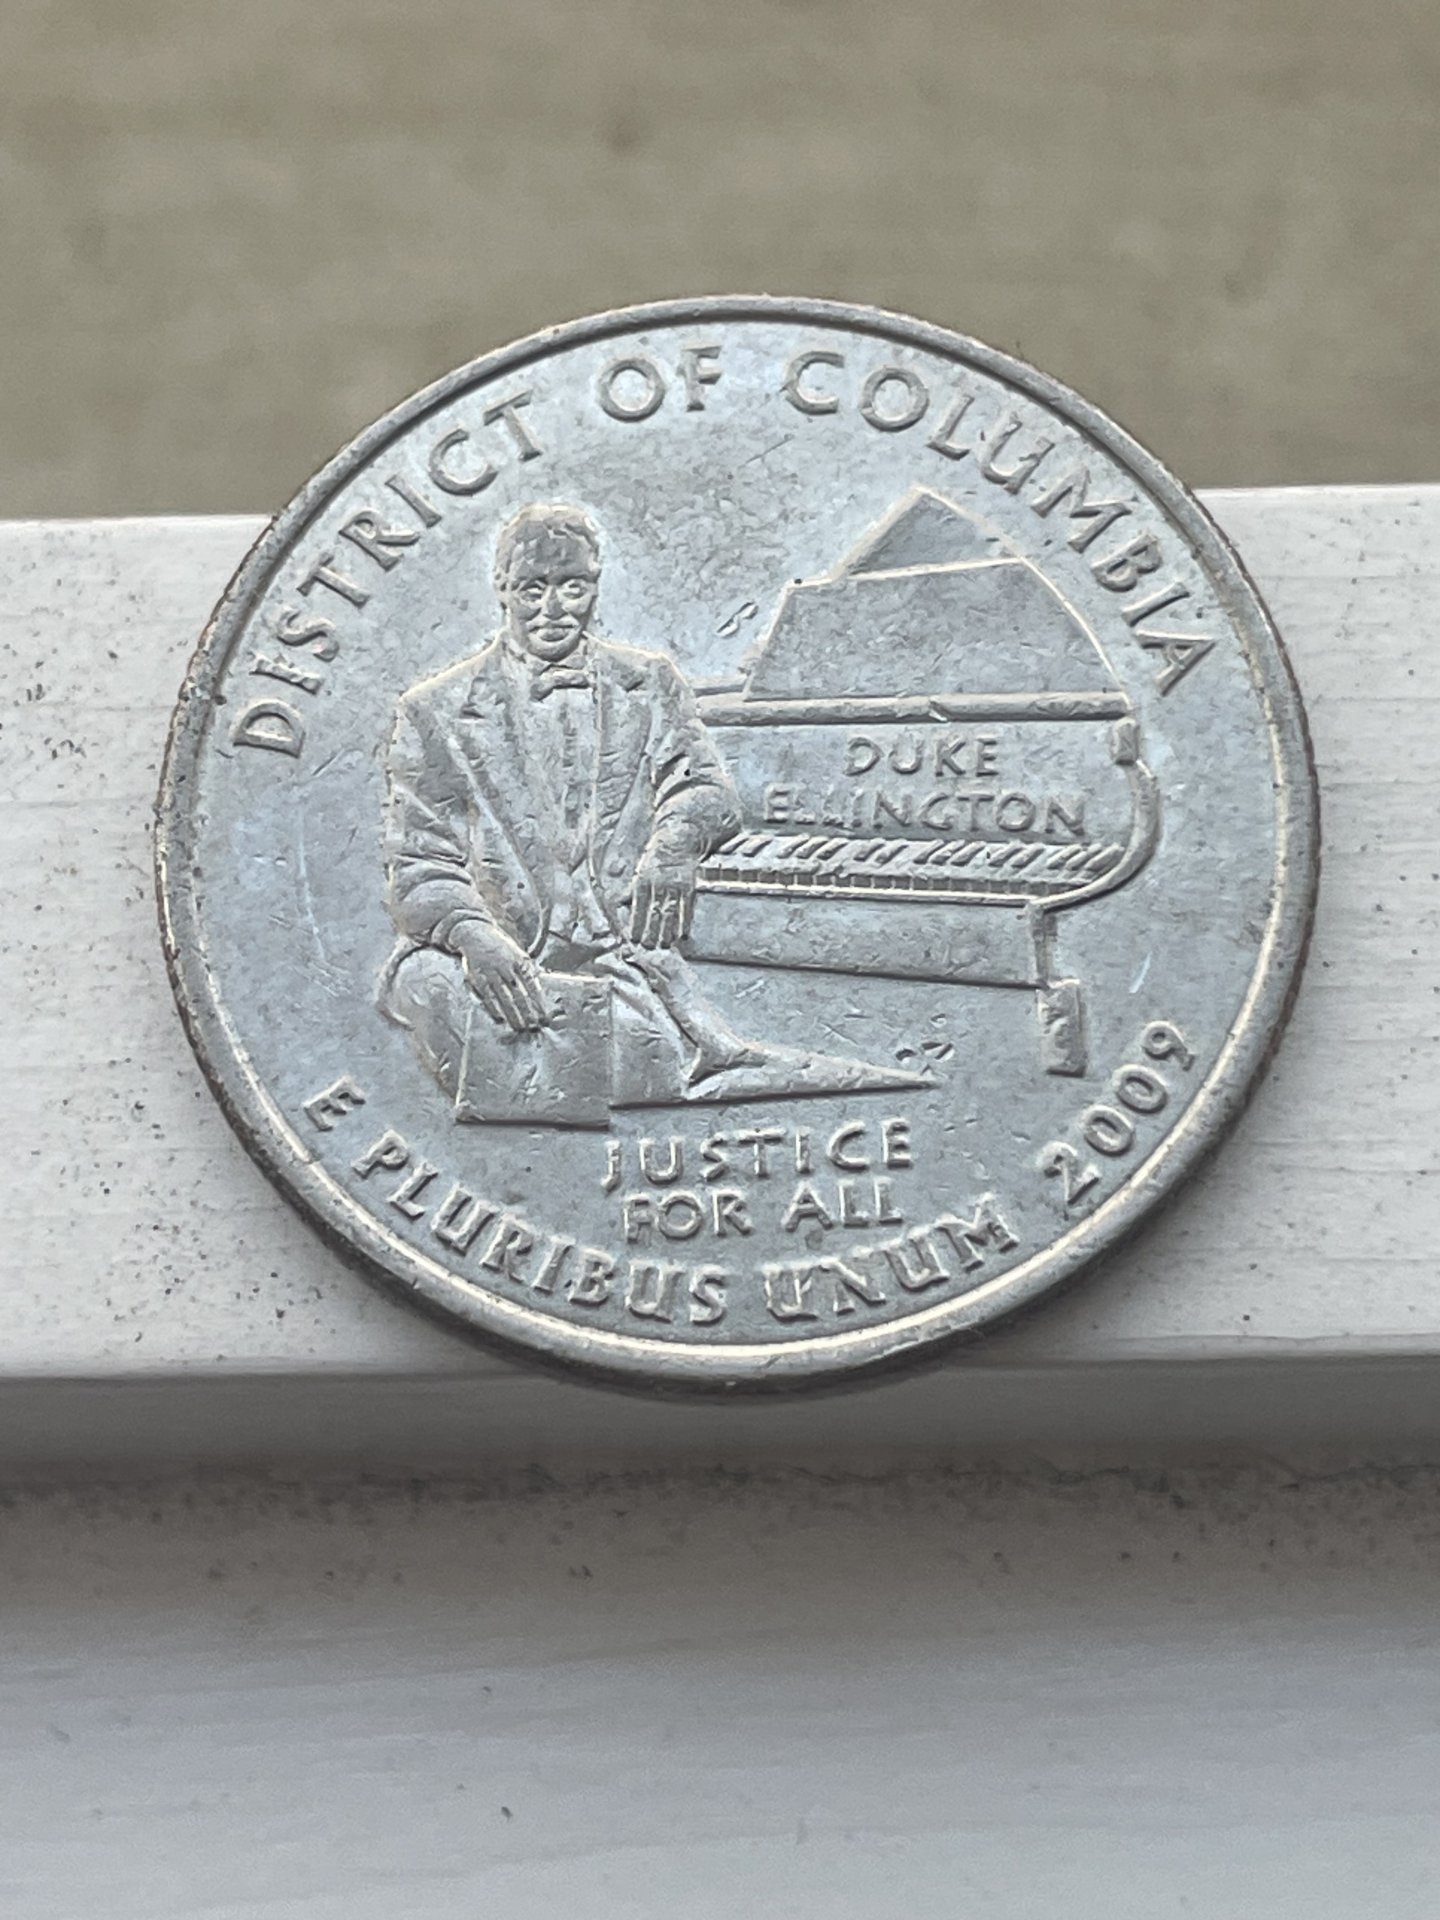 DISTRICT OF COLUMBIA
DUKE
ELLINGTON
JUSTICE
FOR ALL
E PLURIBUS UNUM
2009